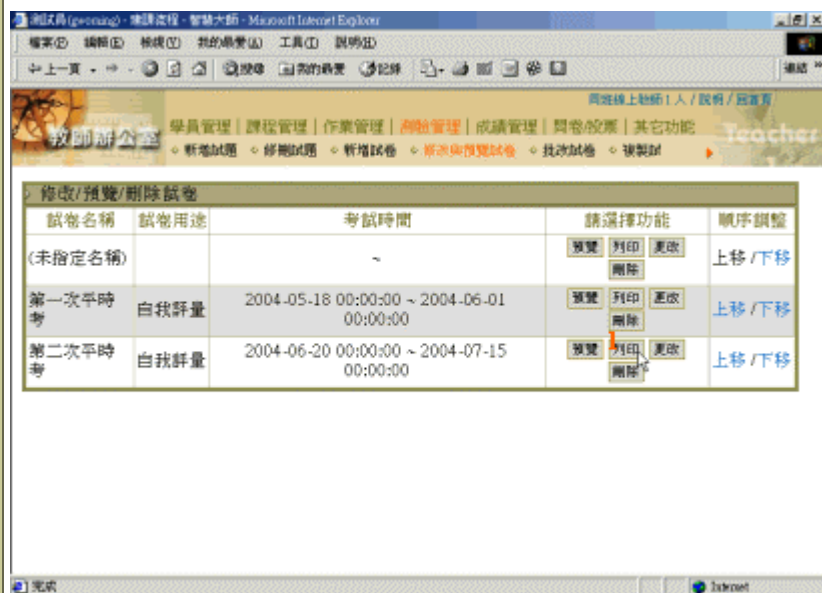 測試員(gwoming) - 建課流程 - 智慧大師 - Microsoft Internet Explorer
檔案(F) 編輯(E) 檢視(V) 我的最愛(A) 工具(T) 說明(H)
上一頁 搜尋 我的最愛 記錄 連結 »
同班線上教師1人 / 說明 / 回首頁
教師辦公室 學員管理 | 課程管理 | 作業管理 | 測驗管理 | 成績管理 | 問卷/投票 | 其它功能 Teacher
新增試題 修刪試題 新增試卷 修改與預覽試卷 批改試卷 複製試
修改/預覽/刪除試卷
試卷名稱 試卷用途 考試時間 請選擇功能 順序調整
(未指定名稱) ~ 預覽 列印 更改 刪除 上移 /下移
第一次平時考 自我評量 2004-05-18 00:00:00 ~ 2004-06-01 00:00:00 預覽 列印 更改 刪除 上移 /下移
第二次平時考 自我評量 2004-06-20 00:00:00 ~ 2004-07-15 00:00:00 預覽 列印 更改 刪除 上移 /下移
1
完成 Internet